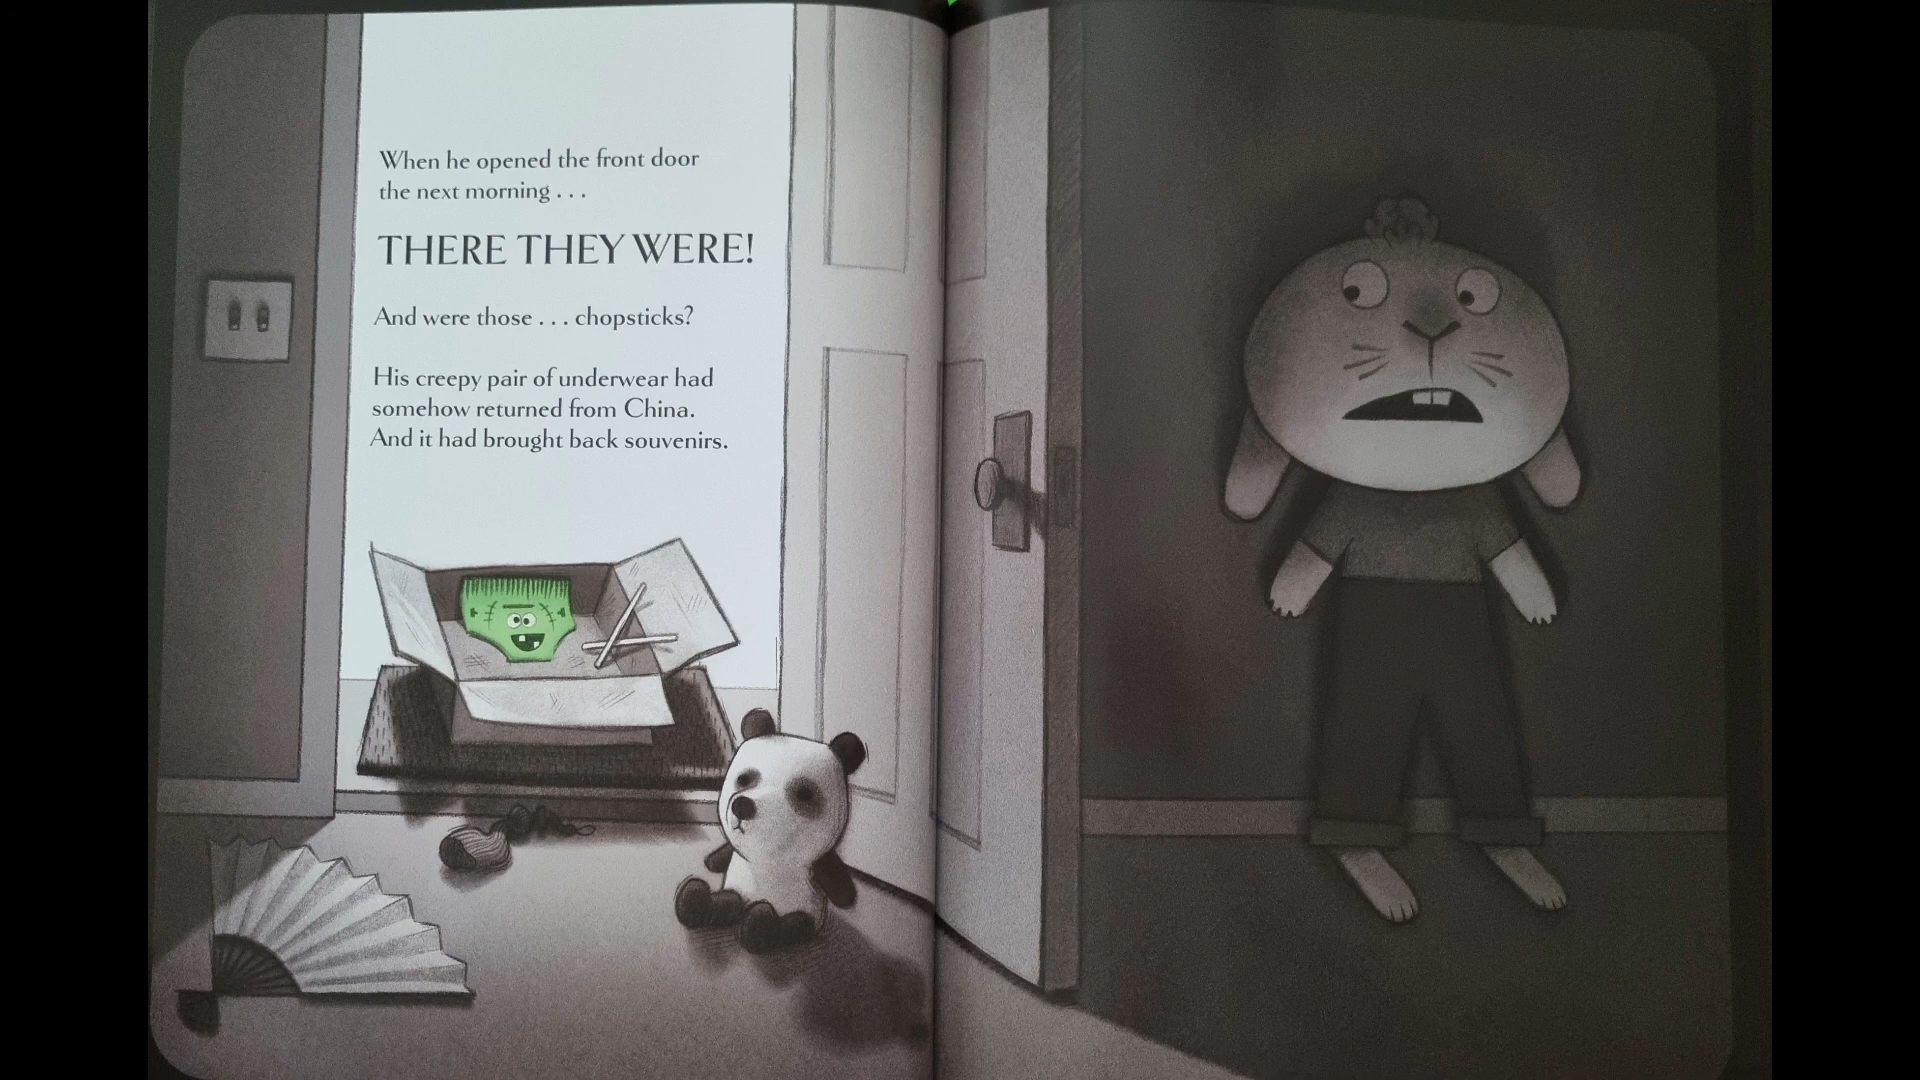 When he opened the front door
the next morning . . .
THERE THEY WERE!
And were those . . . chopsticks?
His creepy pair of underwear had
somehow returned from China.
And it had brought back souvenirs.